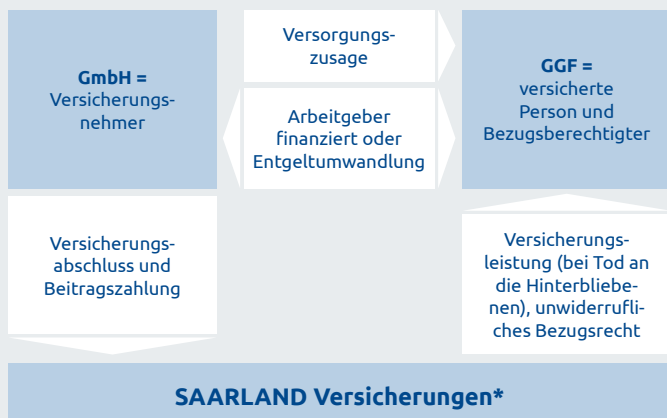 GmbH =
Versicherungs-
nehmer
Versorgungs-
zusage
Arbeitgeber
finanziert oder
Entgeltumwandlung
GGF =
versicherte
Person und
Bezugsberechtigter
Versicherungs-
abschluss und
Beitragszahlung
Versicherungs-
leistung (bei Tod an
die Hinterbliebe-
nen), unwiderrufli-
ches Bezugsrecht
SAARLAND Versicherungen*